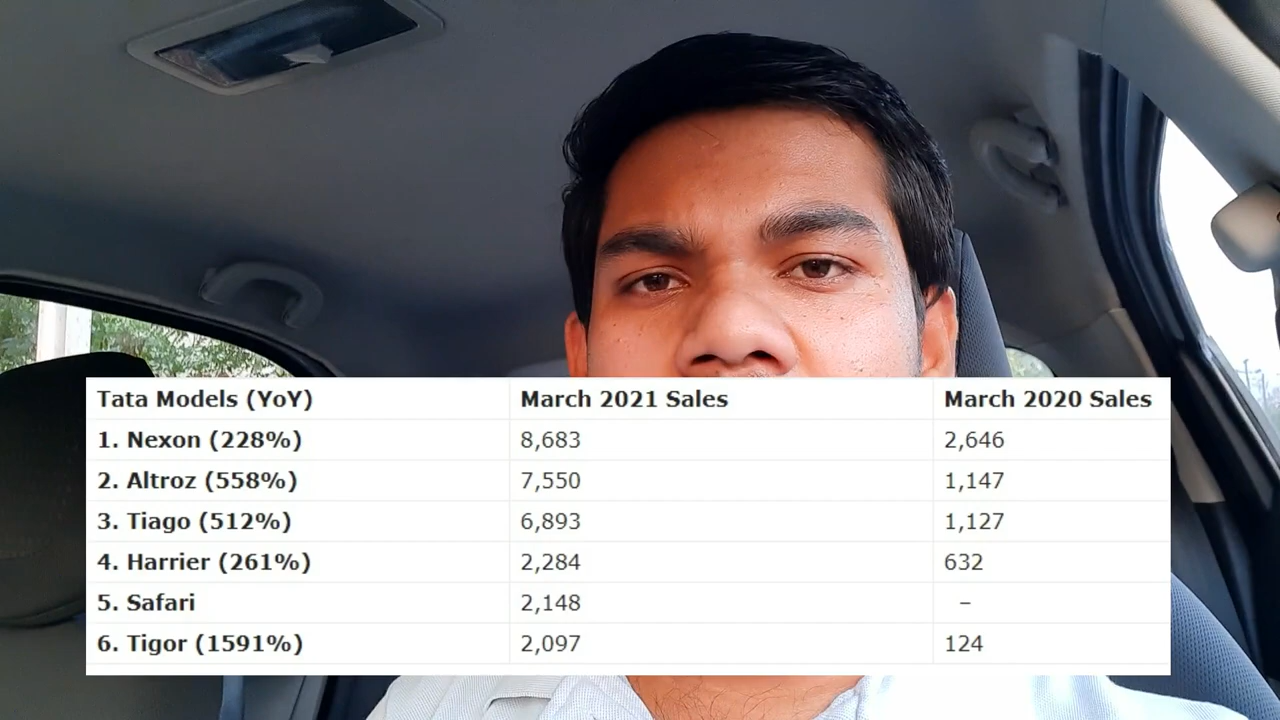 Tata Models (YoY) March 2021 Sales March 2020 Sales
1. Nexon (228%) 8,683 2,646
2. Altroz (558%) 7,550 1,147
3. Tiago (512%) 6,893 1,127
4. Harrier (261%) 2,284 632
5. Safari 2,148 –
6. Tigor (1591%) 2,097 124